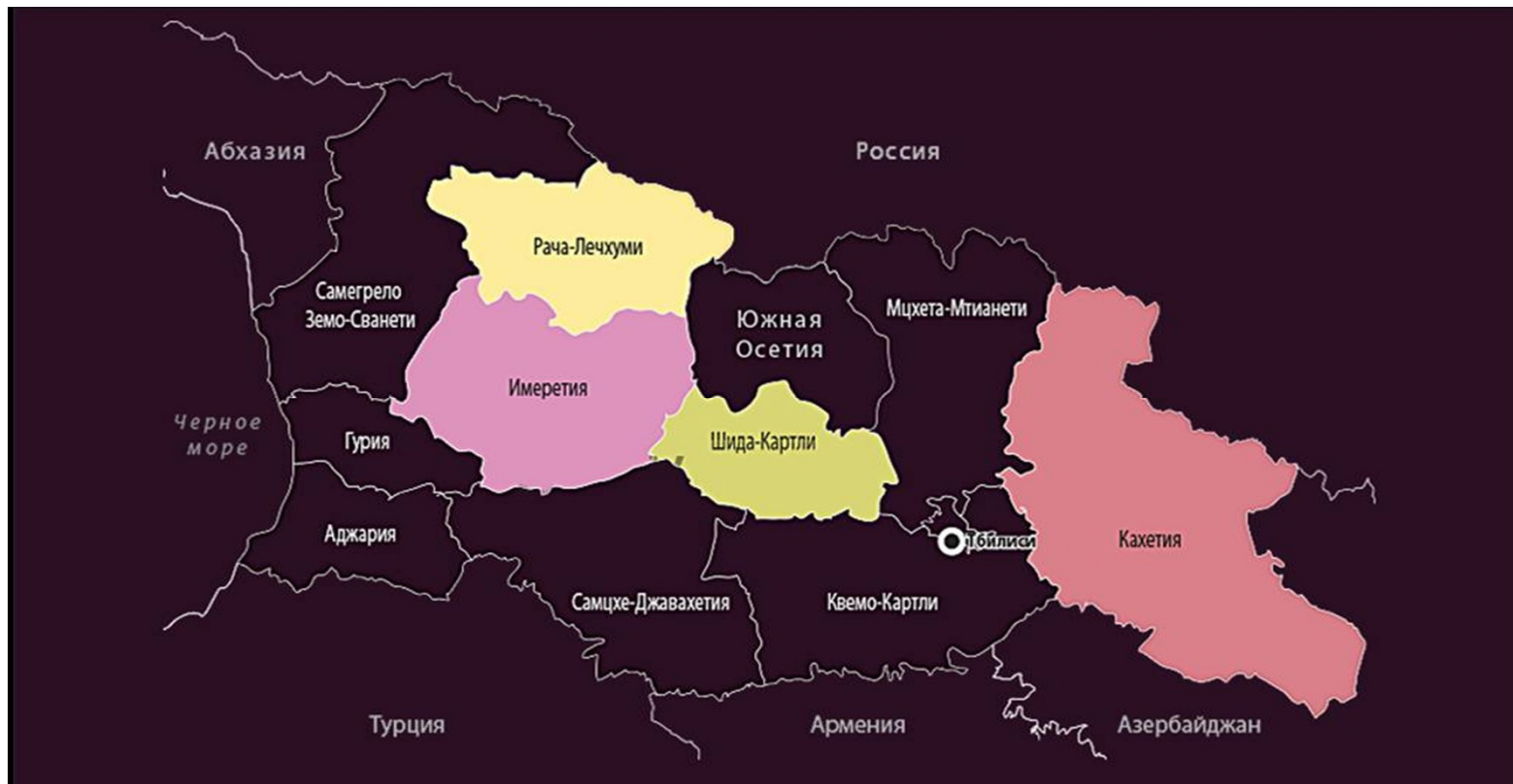 Абхазия
Россия
Рача-Лечхуми
Самегрело
Земо-Сванети
Южная
Осетия
Мцхета-Мтианети
Имеретия
Черное
море
Гурия
Шида-Картли
Аджария
Тбилиси
Кахетия
Самцхе-Джавахетия
Квемо-Картли
Турция
Армения
Азербайджан